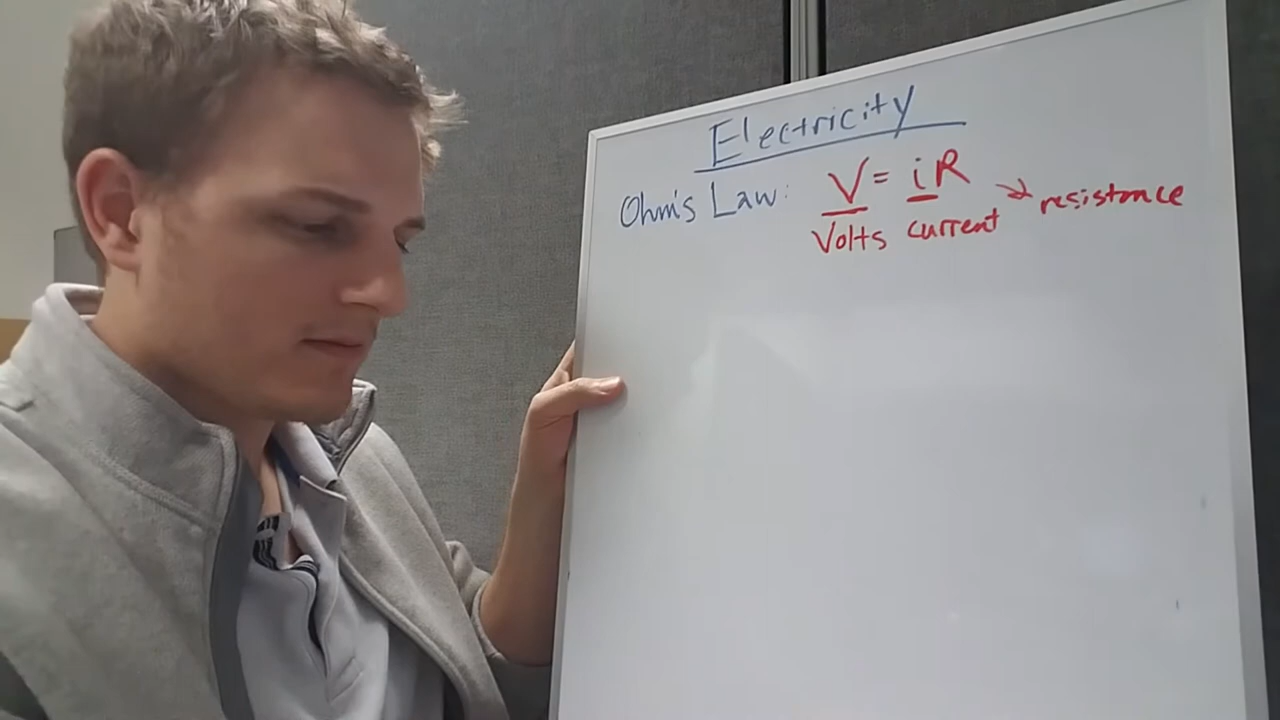 Electricity
Ohm's Law: V = iR → resistance
Volts current